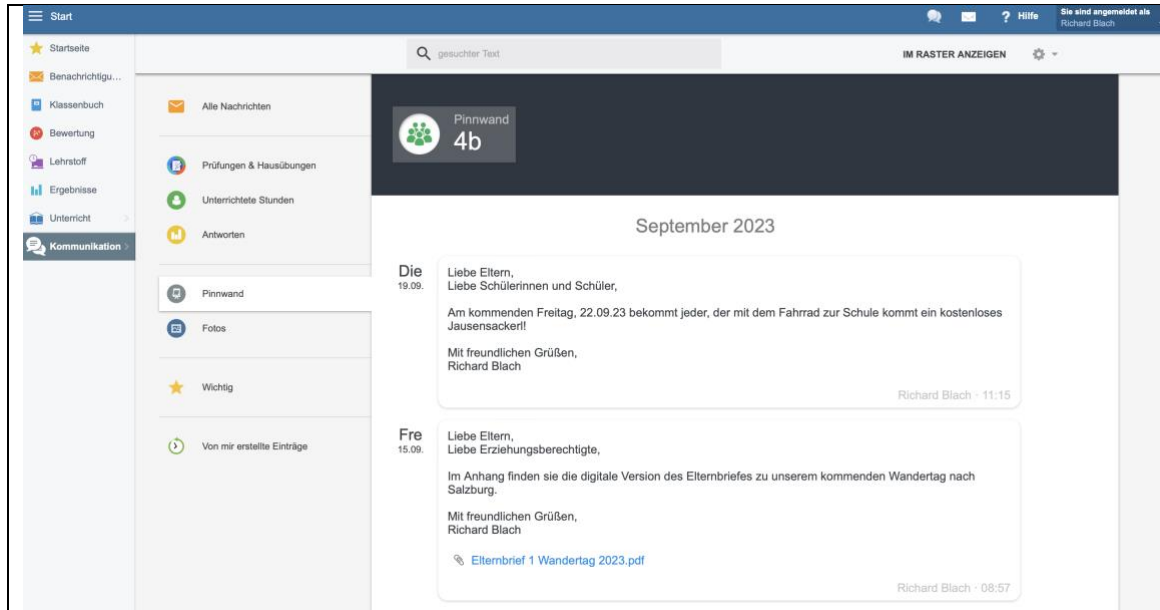 Start
Hilfe
Sie sind angemeldet als
Richard Blach
Startseite
Benachrichtigu...
Klassenbuch
Bewertung
Lehrstoff
Ergebnisse
Unterricht
Kommunikation
gesuchter Text
IM RASTER ANZEIGEN
Alle Nachrichten
Prüfungen & Hausübungen
Unterrichtete Stunden
Antworten
Pinnwand
Fotos
Wichtig
Von mir erstellte Einträge
Pinnwand
4b
September 2023
Die
19.09.
Liebe Eltern,
Liebe Schülerinnen und Schüler,
Am kommenden Freitag, 22.09.23 bekommt jeder, der mit dem Fahrrad zur Schule kommt ein kostenloses
Jausensackerl!
Mit freundlichen Grüßen,
Richard Blach
Richard Blach · 11:15
Fre
15.09.
Liebe Eltern,
Liebe Erziehungsberechtigte,
Im Anhang finden sie die digitale Version des Elternbriefes zu unserem kommenden Wandertag nach
Salzburg.
Mit freundlichen Grüßen,
Richard Blach
Elternbrief 1 Wandertag 2023.pdf
Richard Blach · 08:57